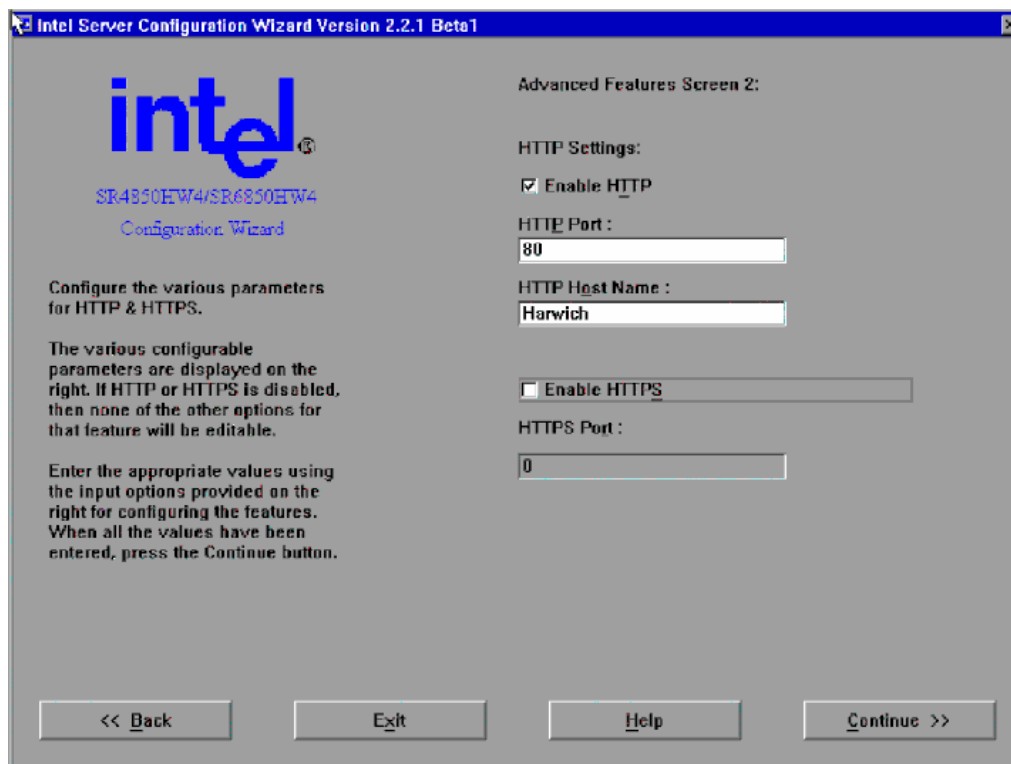 Intel Server Configuration Wizard Version 2.2.1 Beta1
intel®
SR4850HW4/SR6850HW4
Configuration Wizard
Configure the various parameters
for HTTP & HTTPS.
The various configurable
parameters are displayed on the
right. If HTTP or HTTPS is disabled,
then none of the other options for
that feature will be editable.
Enter the appropriate values using
the input options provided on the
right for configuring the features.
When all the values have been
entered, press the Continue button.
Advanced Features Screen 2:
HTTP Settings:
Enable HTTP
HTTP Port :
80
HTTP Host Name :
Harwich
Enable HTTPS
HTTPS Port :
0
<< Back
Exit
Help
Continue >>